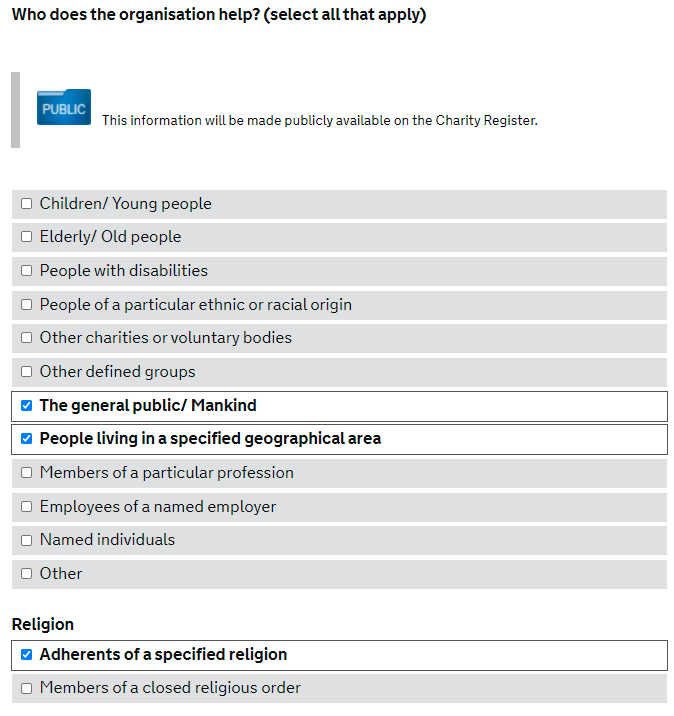 Who does the organisation help? (select all that apply)
PUBLIC
This information will be made publicly available on the Charity Register.
Children/ Young people
Elderly/ Old people
People with disabilities
People of a particular ethnic or racial origin
Other charities or voluntary bodies
Other defined groups
The general public/ Mankind
People living in a specified geographical area
Members of a particular profession
Employees of a named employer
Named individuals
Other
Religion
Adherents of a specified religion
Members of a closed religious order